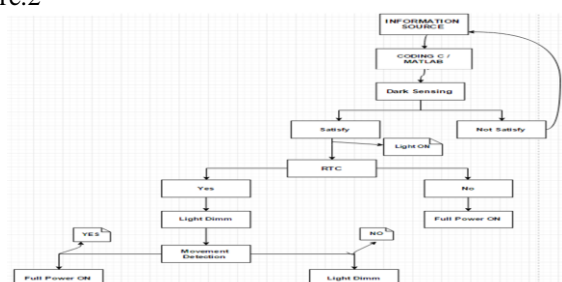 re.2
INFORMATION
SOURCE
CODING C /
MATLAB
Dark Sensing
Satisfy
Not Satisfy
Light ON
RTC
Yes
No
Light Dimm
Full Power ON
YES
NO
Movement
Detection
Full Power ON
Light Dimm